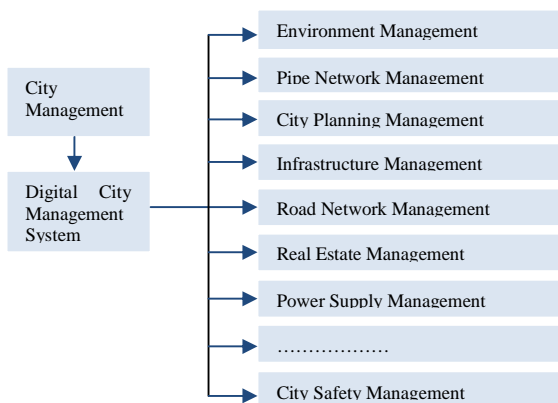 City
Management
Digital City
Management
System
Environment Management
Pipe Network Management
City Planning Management
Infrastructure Management
Road Network Management
Real Estate Management
Power Supply Management
………………
City Safety Management